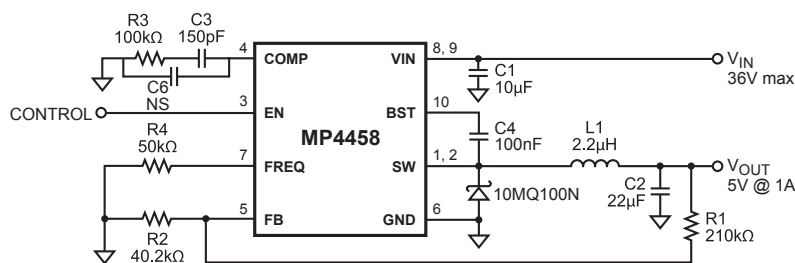 R3
100kΩ
C3
150pF
C6
NS
4
COMP
VIN
8, 9
VIN
36V max
C1
10µF
CONTROL
3
EN
BST
10
C4
100nF
MP4458
R4
50kΩ
7
FREQ
SW
1, 2
L1
2.2µH
VOUT
5V @ 1A
10MQ100N
C2
22µF
5
FB
GND
6
R2
40.2kΩ
R1
210kΩ